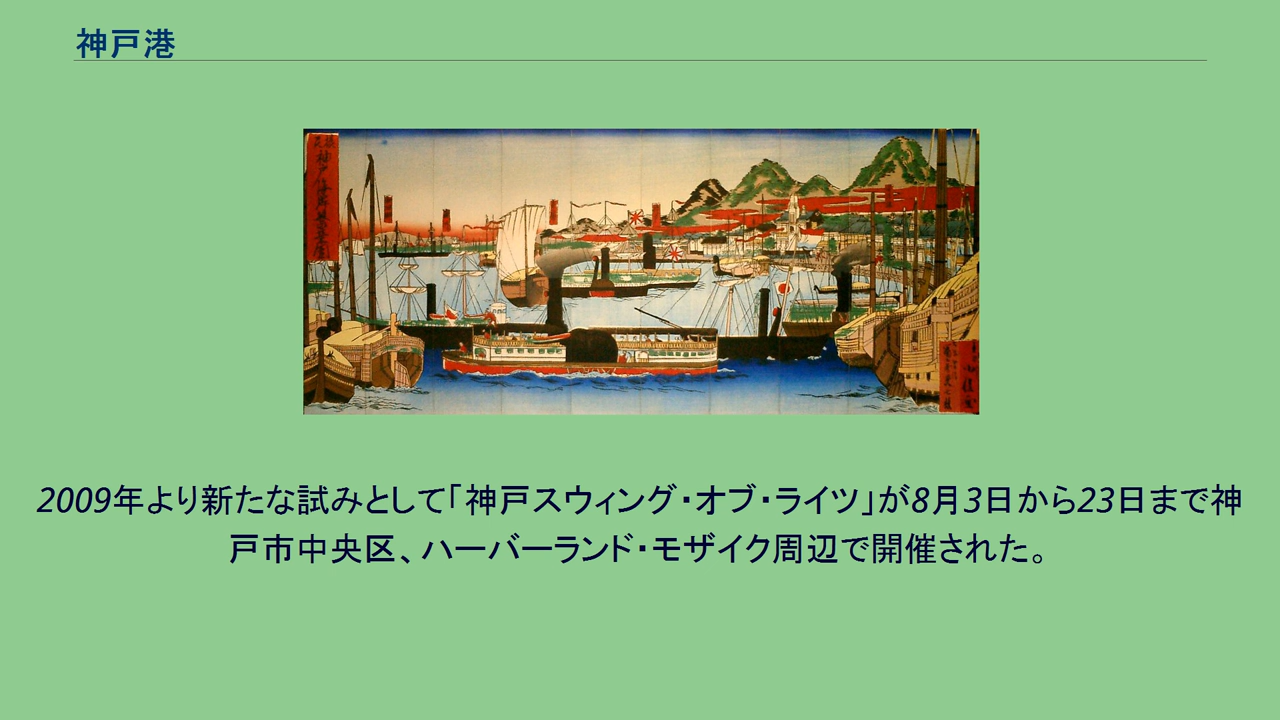 神戸港
2009年より新たな試みとして「神戸スウィング・オブ・ライツ」が8月3日から23日まで神
戸市中央区、ハーバーランド・モザイク周辺で開催された。